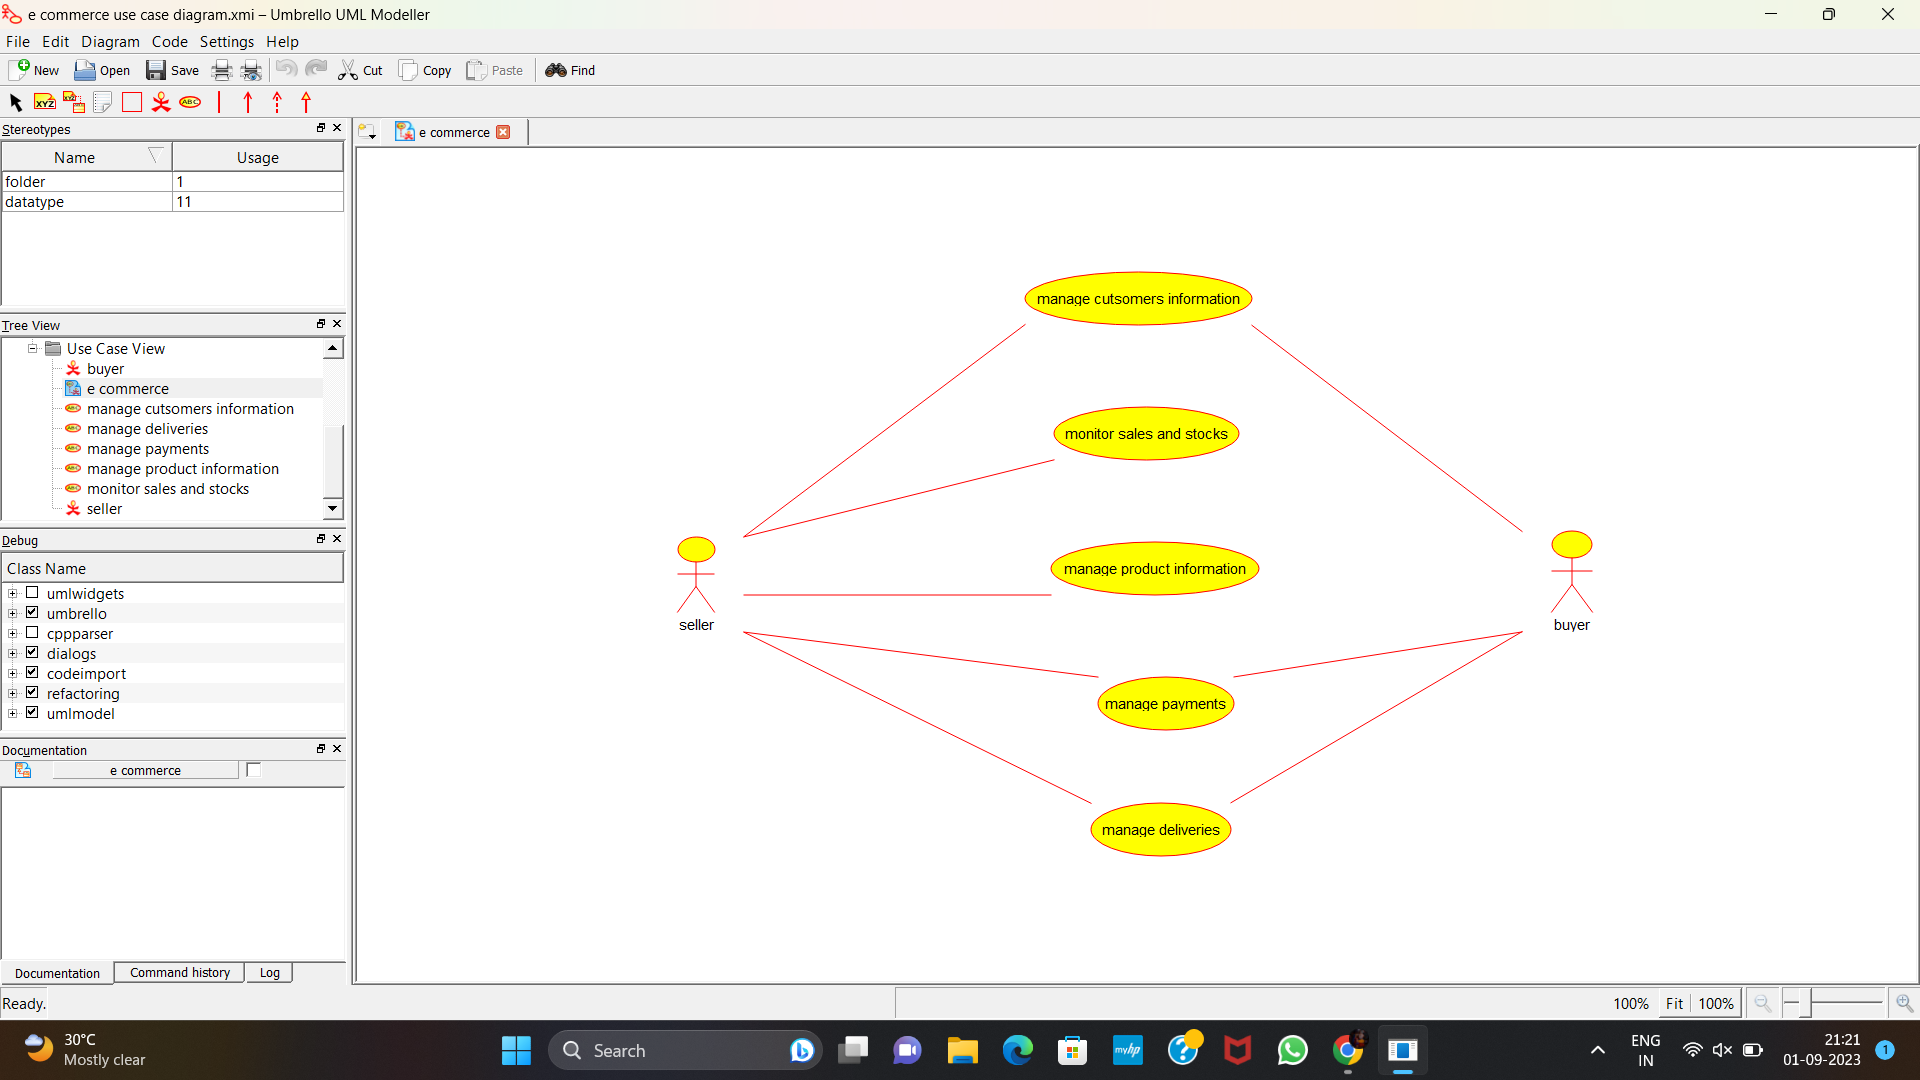 e commerce use case diagram.xmi – Umbrello UML Modeller
File Edit Diagram Code Settings Help
New Open Save Cut Copy Paste Find
XYZ XYZ ABC
Stereotypes
Name Usage
folder 1
datatype 11
Tree View
Use Case View
buyer
e commerce
manage cutsomers information
manage deliveries
manage payments
manage product information
monitor sales and stocks
seller
Debug
Class Name
umlwidgets
umbrello
cppparser
dialogs
codeimport
refactoring
umlmodel
Documentation
e commerce
Documentation Command history Log
e commerce
manage cutsomers information
monitor sales and stocks
manage product information
seller
buyer
manage payments
manage deliveries
Ready.
100% Fit 100%
30°C
Mostly clear
Search
myhp
ENG
IN
21:21
01-09-2023
1